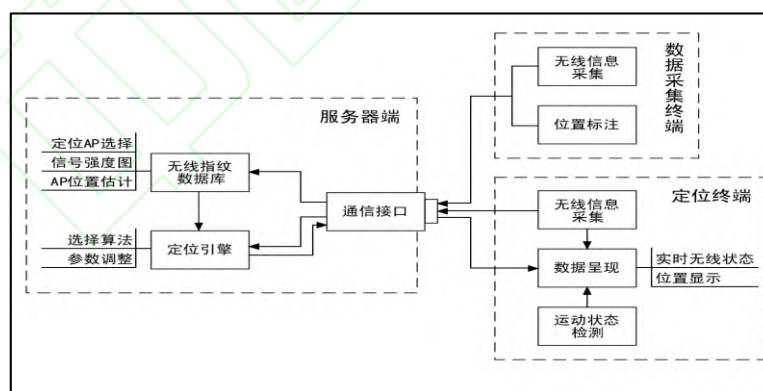 服务器端
定位AP选择
信号强度图
AP位置估计
无线指纹
数据库
选择算法
参数调整
定位引擎
通信接口
数据采集终端
无线信息
采集
位置标注
定位终端
无线信息
采集
数据呈现
实时无线状态
位置显示
运动状态
检测